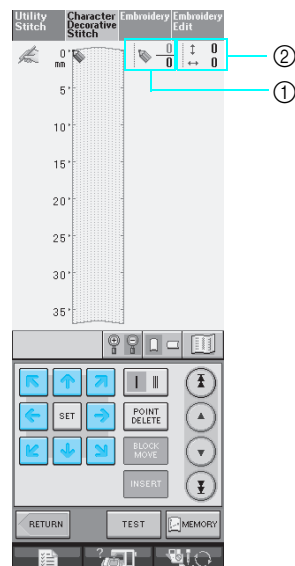 Utility Stitch
Character Decorative Stitch
Embroidery
Embroidery Edit
0
mm
5
10
15
20
25
30
35
0
0
0
0
②
①
SET
POINT DELETE
BLOCK MOVE
INSERT
RETURN
TEST
MEMORY
?